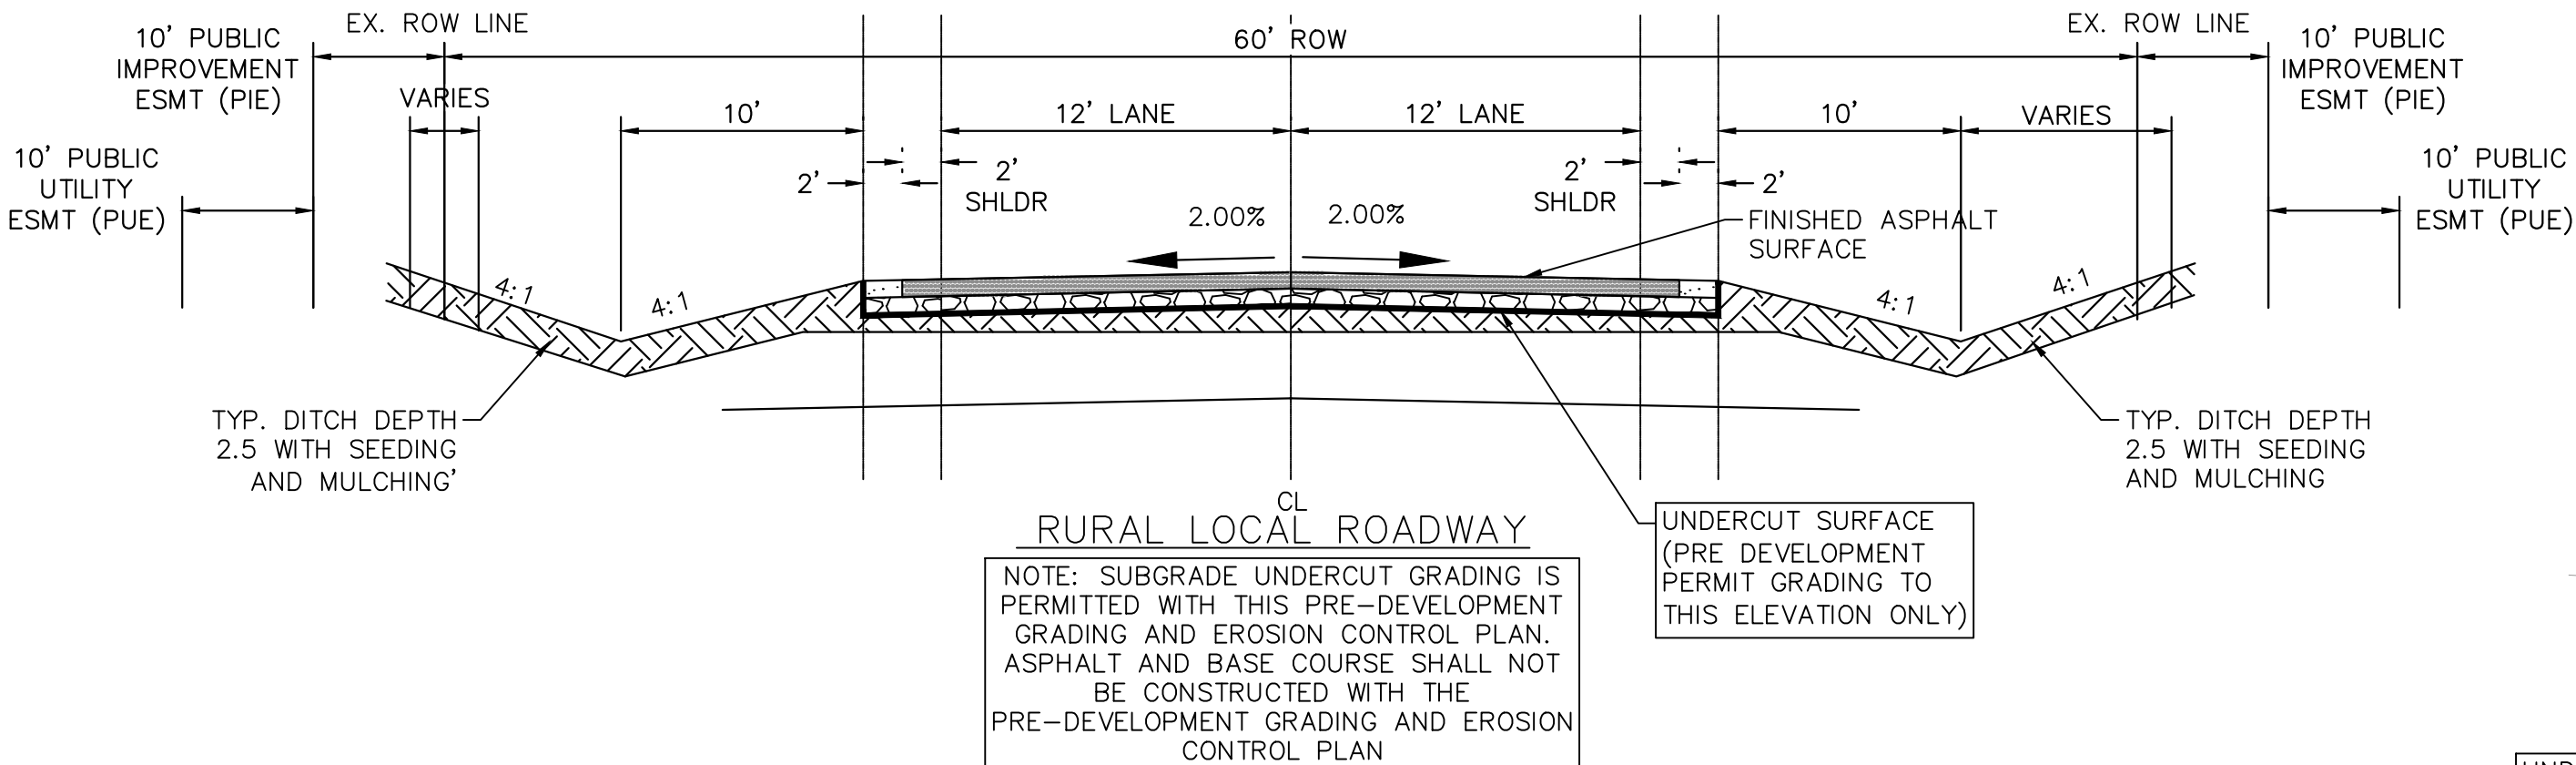 EX. ROW LINE
60' ROW
EX. ROW LINE
10' PUBLIC
IMPROVEMENT
ESMT (PIE)
10' PUBLIC
IMPROVEMENT
ESMT (PIE)
VARIES
10'
12' LANE
12' LANE
10'
VARIES
10' PUBLIC
UTILITY
ESMT (PUE)
2'
2'
SHLDR
2'
SHLDR
2'
10' PUBLIC
UTILITY
ESMT (PUE)
2.00%
2.00%
FINISHED ASPHALT
SURFACE
4:1
4:1
4:1
4:1
TYP. DITCH DEPTH
2.5 WITH SEEDING
AND MULCHING'
TYP. DITCH DEPTH
2.5 WITH SEEDING
AND MULCHING
CL
RURAL LOCAL ROADWAY
NOTE: SUBGRADE UNDERCUT GRADING IS
PERMITTED WITH THIS PRE-DEVELOPMENT
GRADING AND EROSION CONTROL PLAN.
ASPHALT AND BASE COURSE SHALL NOT
BE CONSTRUCTED WITH THE
PRE-DEVELOPMENT GRADING AND EROSION
CONTROL PLAN
UNDERCUT SURFACE
(PRE DEVELOPMENT
PERMIT GRADING TO
THIS ELEVATION ONLY)